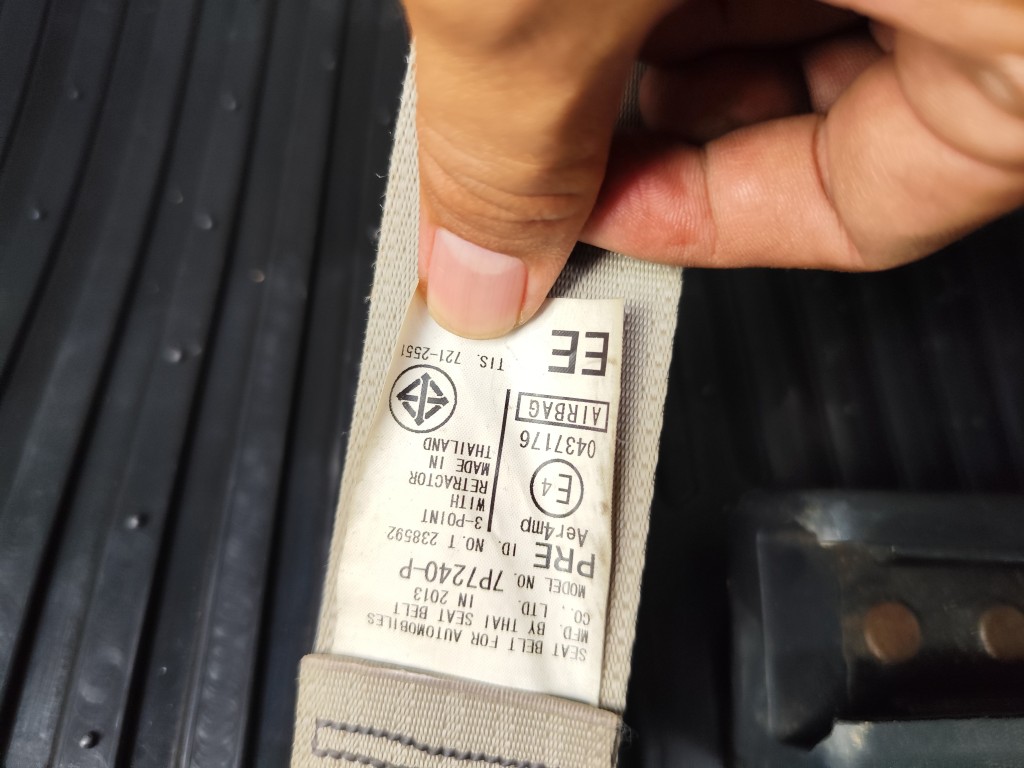 SEAT BELT FOR AUTOMOBILES
MFD. BY THAI SEAT BELT
CO., LTD. IN 2013
MODEL NO. 7P7240-P
PRE ID. NO. T 238592
Aer4mp
E4
0437176
AIRBAG
3-POINT
WITH
RETRACTOR
MADE IN
THAILAND
EE TIS. 721-2551